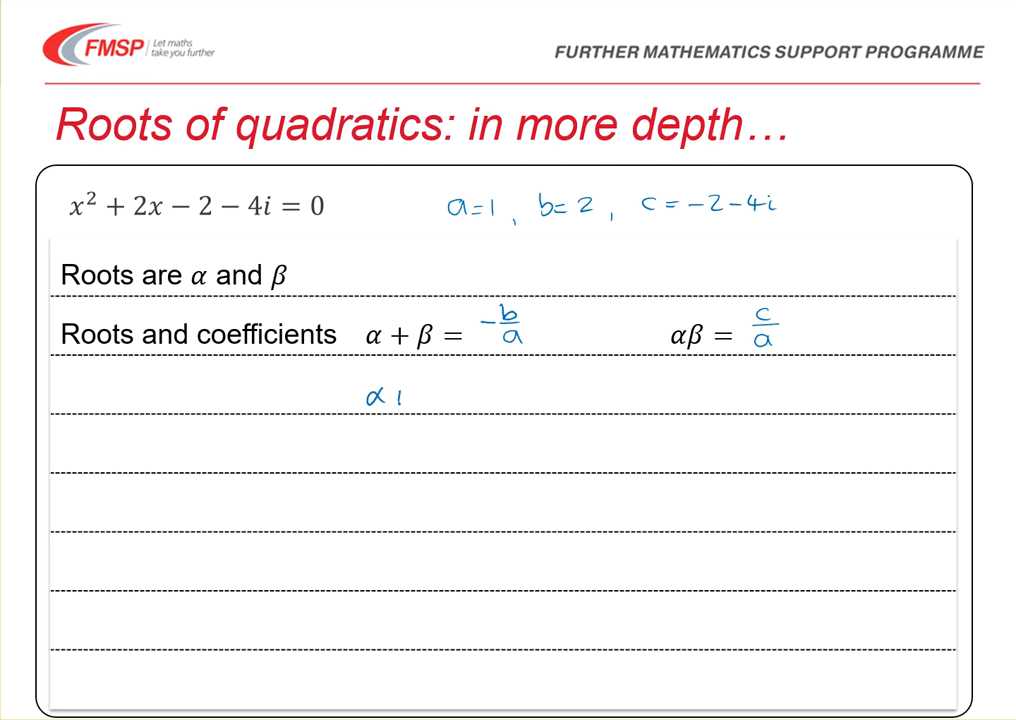 FMSP Let maths take you further
FURTHER MATHEMATICS SUPPORT PROGRAMME
Roots of quadratics: in more depth…
x² + 2x − 2 − 4i = 0 a=1, b=2, c=-2-4i
Roots are α and β
Roots and coefficients α + β = -b/a αβ = c/a
α